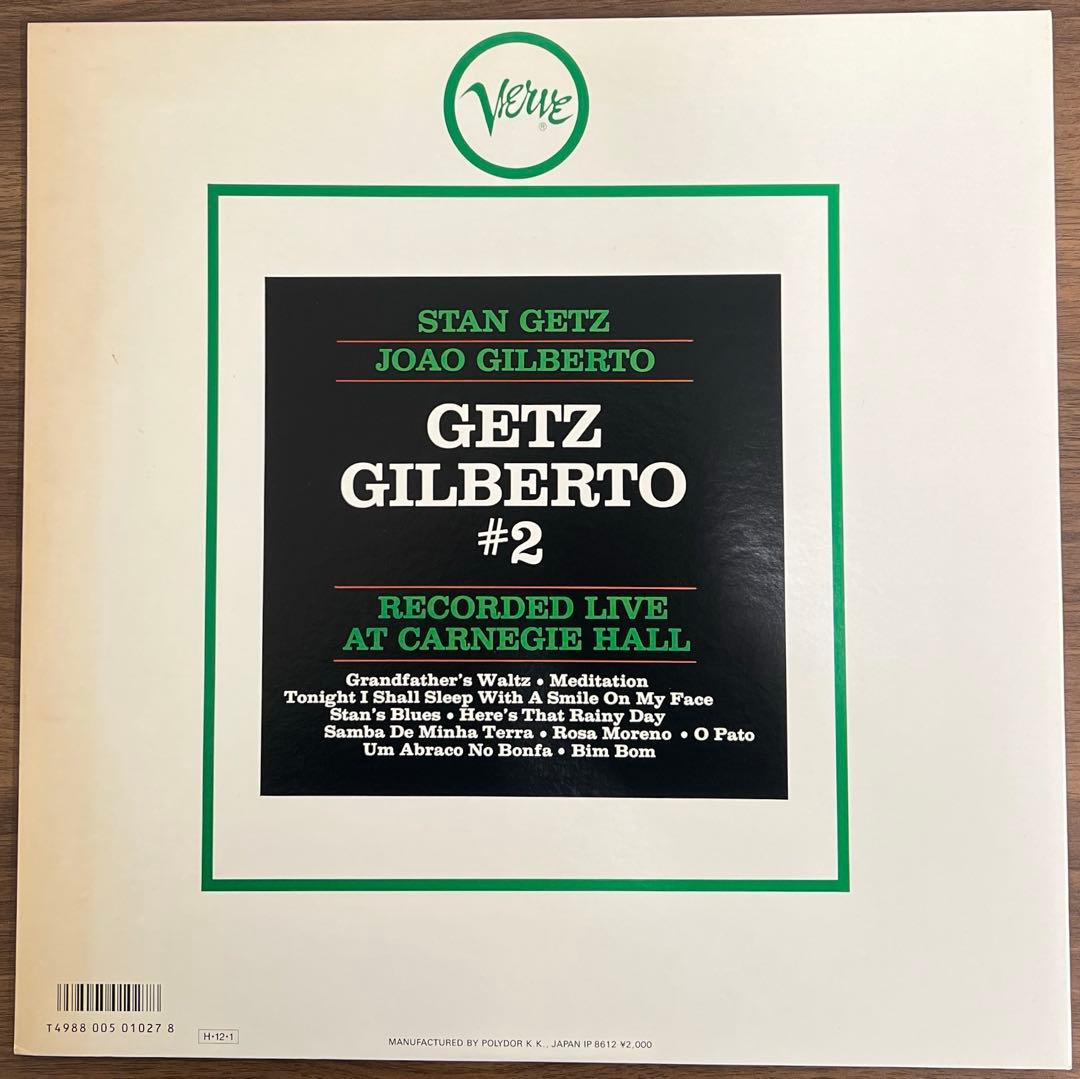 Verve
®
STAN GETZ
JOAO GILBERTO
GETZ
GILBERTO
#2
RECORDED LIVE
AT CARNEGIE HALL
Grandfather's Waltz • Meditation
Tonight I Shall Sleep With A Smile On My Face
Stan's Blues • Here's That Rainy Day
Samba De Minha Terra • Rosa Moreno • O Pato
Um Abraco No Bonfa • Bim Bom
T4988 005 01027 8
H•12•1
MANUFACTURED BY POLYDOR K.K., JAPAN IP 8612 ¥2,000